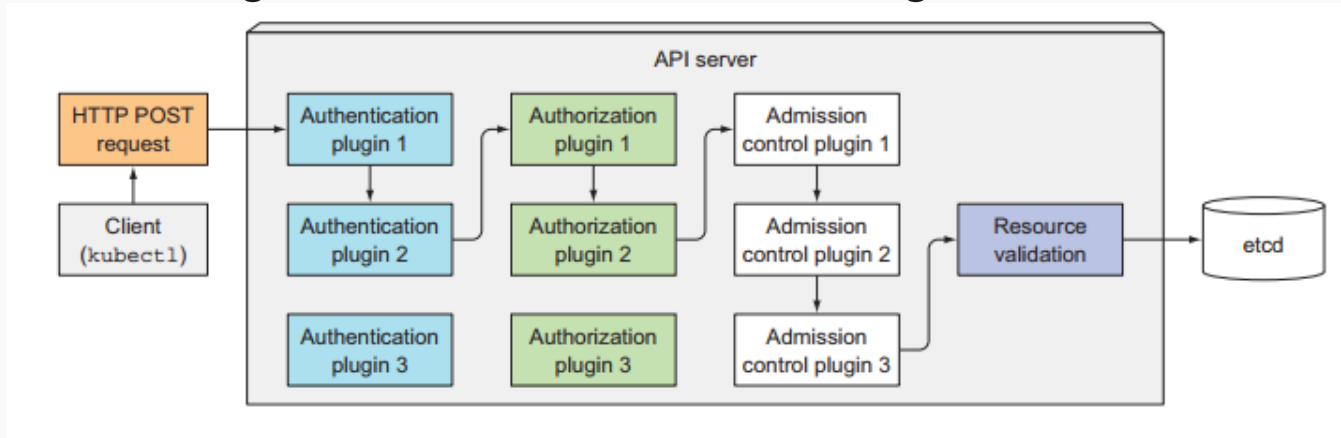 API server
HTTP POST
request
Client
(kubectl)
Authentication
plugin 1
Authentication
plugin 2
Authentication
plugin 3
Authorization
plugin 1
Authorization
plugin 2
Authorization
plugin 3
Admission
control plugin 1
Admission
control plugin 2
Admission
control plugin 3
Resource
validation
etcd